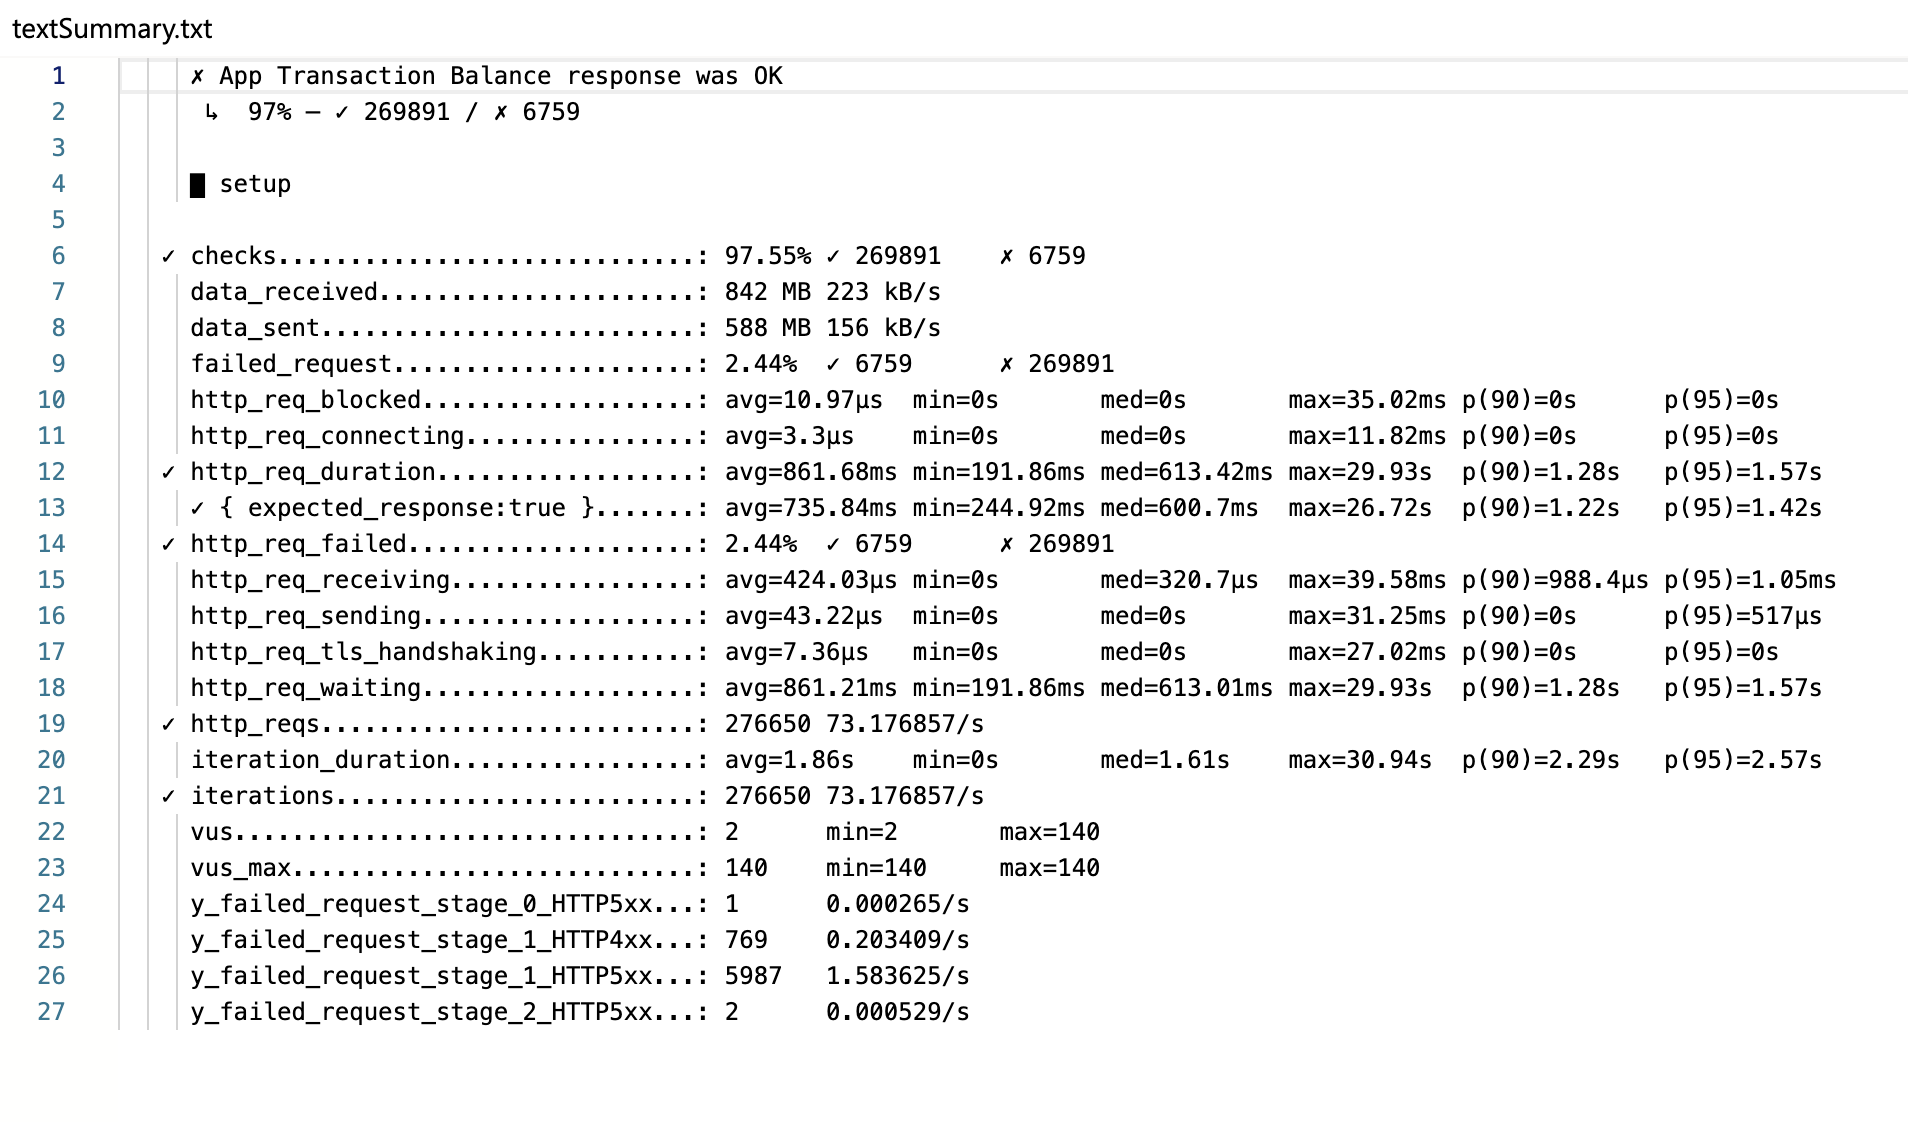 textSummary.txt
1 ✗ App Transaction Balance response was OK
2 ↳  97% — ✓ 269891 / ✗ 6759
3
4 █ setup
5
6 ✓ checks.............................: 97.55% ✓ 269891    ✗ 6759
7 data_received......................: 842 MB 223 kB/s
8 data_sent..........................: 588 MB 156 kB/s
9 failed_request.....................: 2.44%  ✓ 6759      ✗ 269891
10 http_req_blocked...................: avg=10.97µs  min=0s       med=0s       max=35.02ms p(90)=0s      p(95)=0s
11 http_req_connecting................: avg=3.3µs    min=0s       med=0s       max=11.82ms p(90)=0s      p(95)=0s
12 ✓ http_req_duration..................: avg=861.68ms min=191.86ms med=613.42ms max=29.93s  p(90)=1.28s   p(95)=1.57s
13 ✓ { expected_response:true }.......: avg=735.84ms min=244.92ms med=600.7ms  max=26.72s  p(90)=1.22s   p(95)=1.42s
14 ✓ http_req_failed....................: 2.44%  ✓ 6759      ✗ 269891
15 http_req_receiving.................: avg=424.03µs min=0s       med=320.7µs  max=39.58ms p(90)=988.4µs p(95)=1.05ms
16 http_req_sending...................: avg=43.22µs  min=0s       med=0s       max=31.25ms p(90)=0s      p(95)=517µs
17 http_req_tls_handshaking...........: avg=7.36µs   min=0s       med=0s       max=27.02ms p(90)=0s      p(95)=0s
18 http_req_waiting...................: avg=861.21ms min=191.86ms med=613.01ms max=29.93s  p(90)=1.28s   p(95)=1.57s
19 ✓ http_reqs..........................: 276650 73.176857/s
20 iteration_duration.................: avg=1.86s    min=0s       med=1.61s    max=30.94s  p(90)=2.29s   p(95)=2.57s
21 ✓ iterations.........................: 276650 73.176857/s
22 vus................................: 2      min=2       max=140
23 vus_max............................: 140    min=140     max=140
24 y_failed_request_stage_0_HTTP5xx...: 1      0.000265/s
25 y_failed_request_stage_1_HTTP4xx...: 769    0.203409/s
26 y_failed_request_stage_1_HTTP5xx...: 5987   1.583625/s
27 y_failed_request_stage_2_HTTP5xx...: 2      0.000529/s